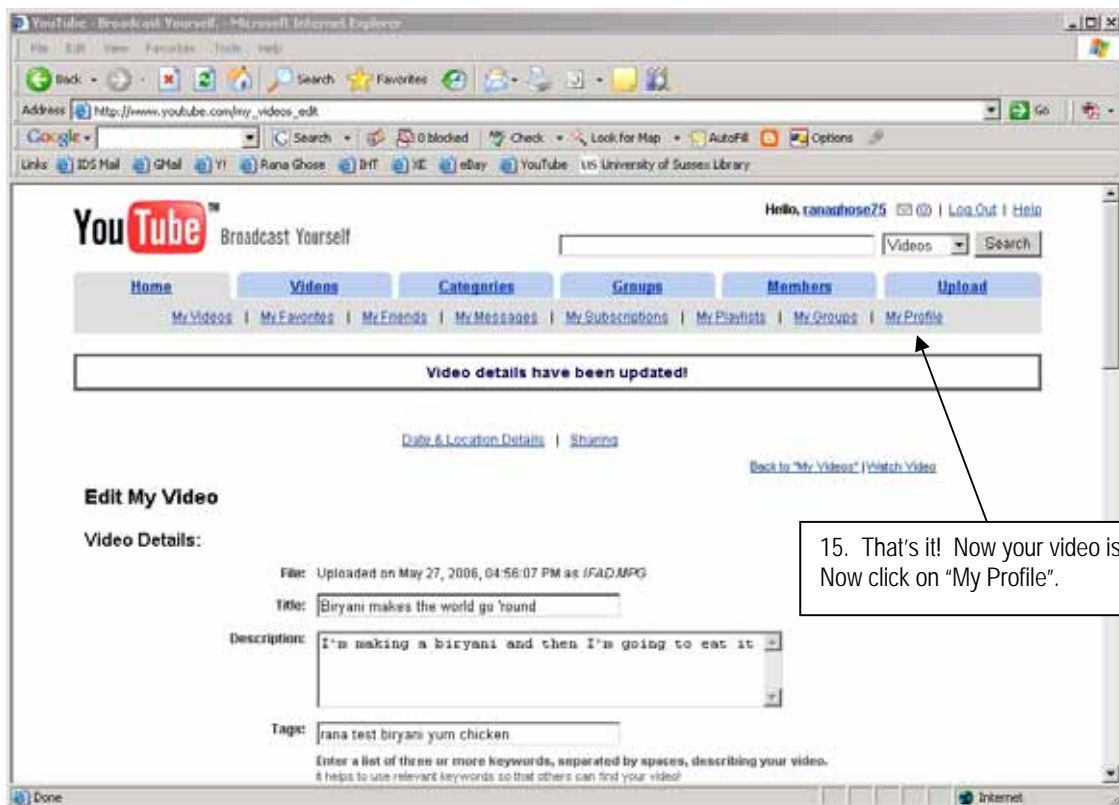 YouTube - Broadcast Yourself. - Microsoft Internet Explorer
File Edit View Favorites Tools Help
Back Search Favorites
Address http://www.youtube.com/my_videos_edit Go
Google Search 0 blocked Check Look for Map AutoFill Options
Links IDS Mail GMail Y! Rana Ghose IHT XE eBay YouTube US University of Sussex Library
You Tube TM Broadcast Yourself
Hello, ranaghose75 | Log Out | Help
Videos Search
Home Videos Categories Groups Members Upload
My Videos | My Favorites | My Friends | My Messages | My Subscriptions | My Playlists | My Groups | My Profile
Video details have been updated!
Date & Location Details | Sharing
Back to "My Videos" | Watch Video
Edit My Video
Video Details:
15. That's it! Now your video is
Now click on "My Profile".
File: Uploaded on May 27, 2006, 04:56:07 PM as IFAD.MPG
Title: Biryani makes the world go 'round
Description: I'm making a biryani and then I'm going to eat it
Tags: rana test biryani yum chicken
Enter a list of three or more keywords, separated by spaces, describing your video.
It helps to use relevant keywords so that others can find your video!
Done Internet